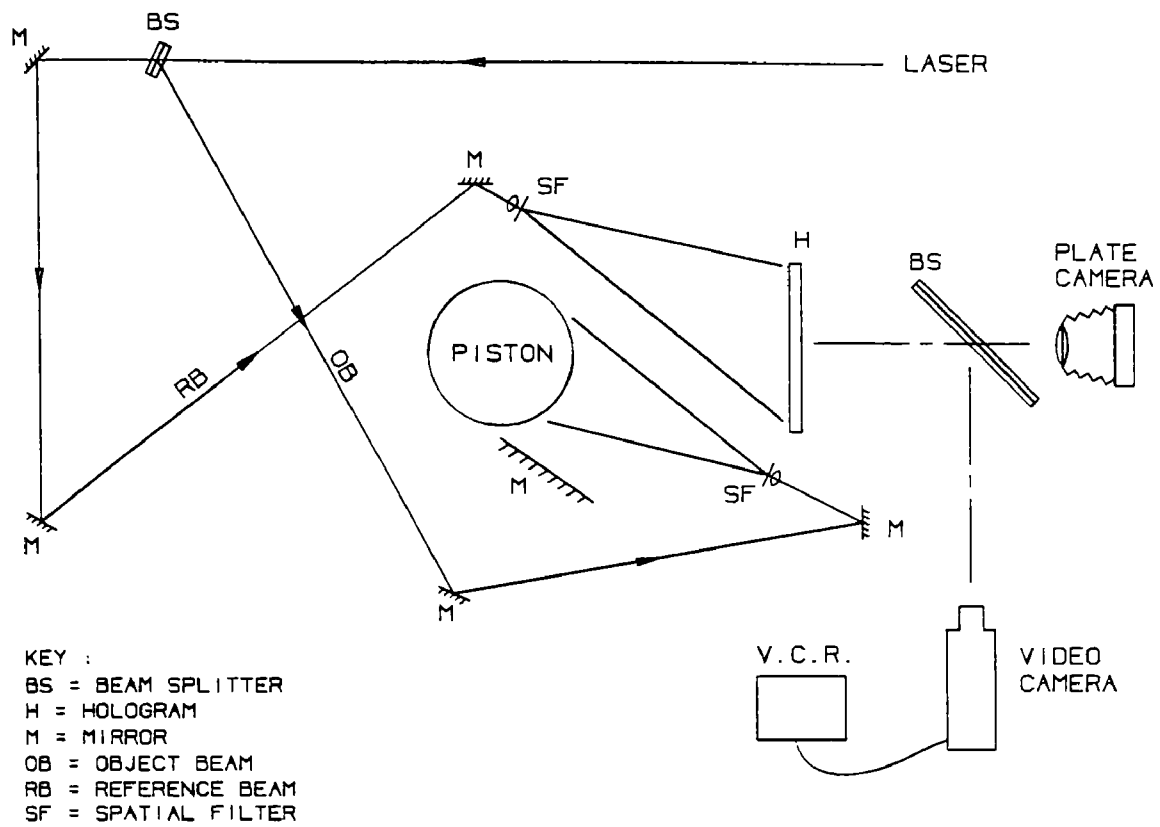 BS
M
LASER
M
SF
H
BS
PLATE
CAMERA
PISTON
RB
OB
M
SF
M
M
M
V.C.R.
VIDEO
CAMERA
KEY :
BS = BEAM SPLITTER
H = HOLOGRAM
M = MIRROR
OB = OBJECT BEAM
RB = REFERENCE BEAM
SF = SPATIAL FILTER